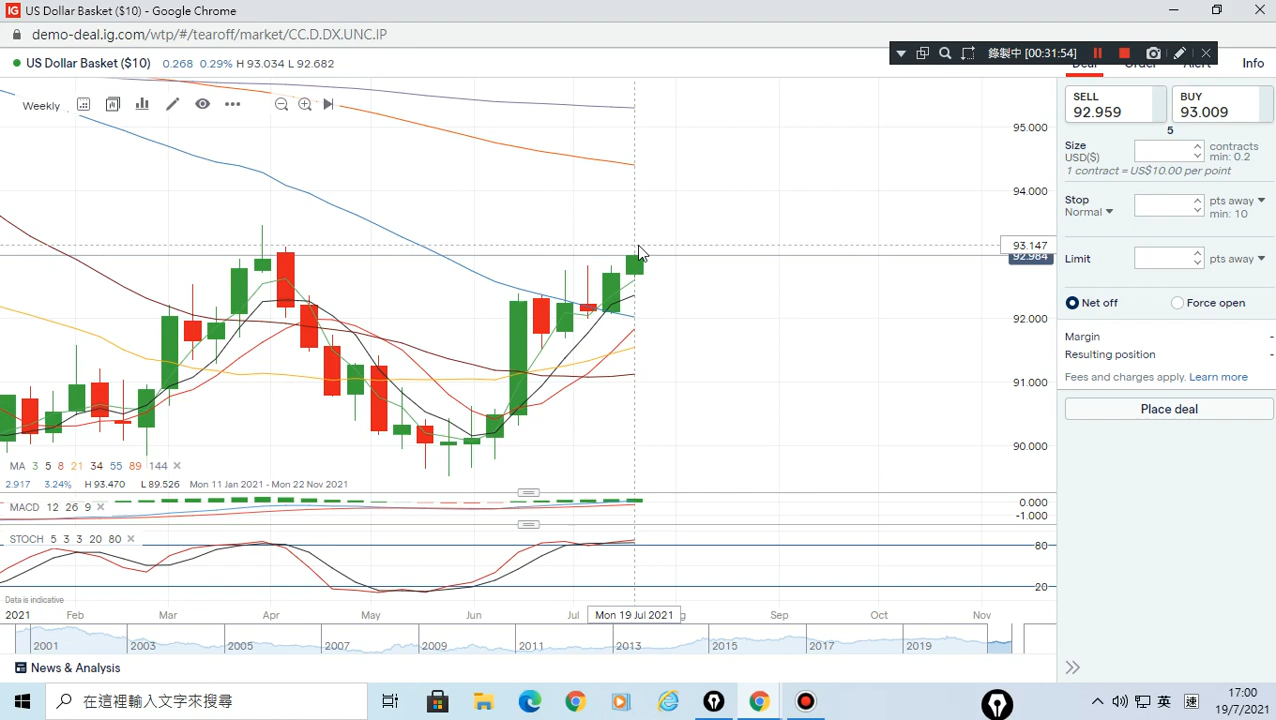 IG US Dollar Basket ($10) - Google Chrome
demo-deal.ig.com/wtp/#/tearoff/market/CC.D.DX.UNC.IP
US Dollar Basket ($10) 0.268 0.29% H 93.034 L 92.682
錄製中 [00:31:54]
Deal Order Alert Info
Weekly
95.000
94.000
93.147
92.984
92.000
91.000
90.000
MA 3 5 8 21 34 55 89 144
2.917 3.24% H 93.470 L 89.526 Mon 11 Jan 2021 - Mon 22 Nov 2021
MACD 12 26 9
0.000
-1.000
STOCH 5 3 3 20 80
80
20
Data is indicative
2021 Feb Mar Apr May Jun Jul Mon 19 Jul 2021 Sep Oct Nov
2001 2003 2005 2007 2009 2011 2013 2015 2017 2019
News & Analysis
SELL
92.959
BUY
93.009
5
Size
USD($)
contracts
min: 0.2
1 contract = US$10.00 per point
Stop
Normal
pts away
min: 10
Limit
pts away
Net off
Force open
Margin -
Resulting position -
Fees and charges apply. Learn more
Place deal
在這裡輸入文字來搜尋
英
17:00
19/7/2021